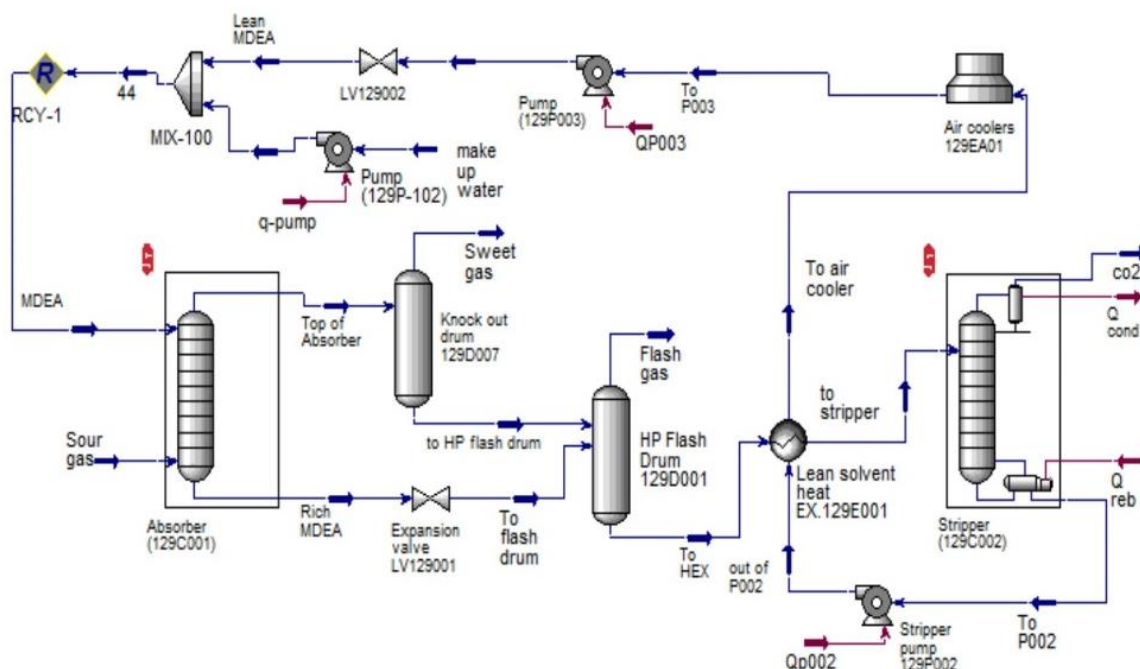 Lean
MDEA
R
RCY-1
44
MIX-100
LV129002
Pump
(129P003)
QP003
To
P003
Air coolers
129EA01
Pump
(129P-102)
make
up
water
q-pump
MDEA
Sour
gas
Absorber
(129C001)
Top of
Absorber
Sweet
gas
Knock out
drum
129D007
to HP flash drum
Rich
MDEA
Expansion
valve
LV129001
To
flash
drum
Flash
gas
HP Flash
Drum
129D001
To
HEX
To air
cooler
to
stripper
Lean solvent
heat
EX.129E001
out of
P002
co2
Q
cond
Q
reb
Stripper
(129C002)
Qp002
Stripper
pump
129P002
To
P002